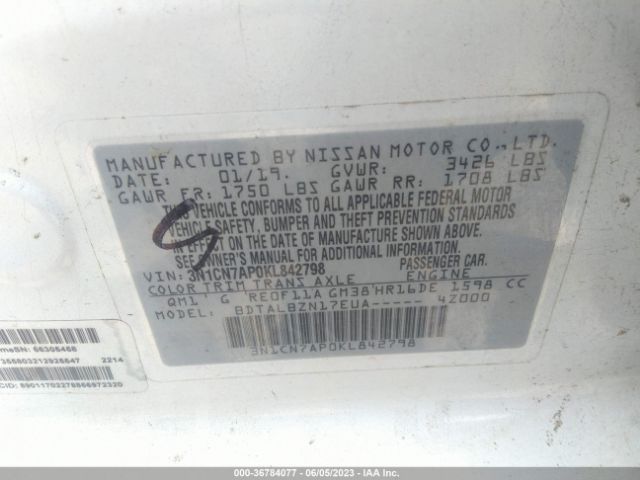 MANUFACTURED BY NISSAN MOTOR CO., LTD.
DATE: 01/19. GVWR: 3426 LBS
GAWR FR: 1750 LBS GAWR RR: 1708 LBS
THIS VEHICLE CONFORMS TO ALL APPLICABLE FEDERAL MOTOR
VEHICLE SAFETY, BUMPER AND THEFT PREVENTION STANDARDS
IN EFFECT ON THE DATE OF MANUFACTURE SHOWN ABOVE.
SEE OWNER'S MANUAL FOR ADDITIONAL INFORMATION.
VIN: 3N1CN7AP0KL842798 PASSENGER CAR
COLOR TRIM TRANS AXLE ENGINE
QM1 G RE0F11A GM38 HR16DE 1598 CC
BDTALBZN17EUA----- 4Z000
3N1CN7AP0KL842798
2214
000-36784077 - 06/05/2023 - IAA Inc.